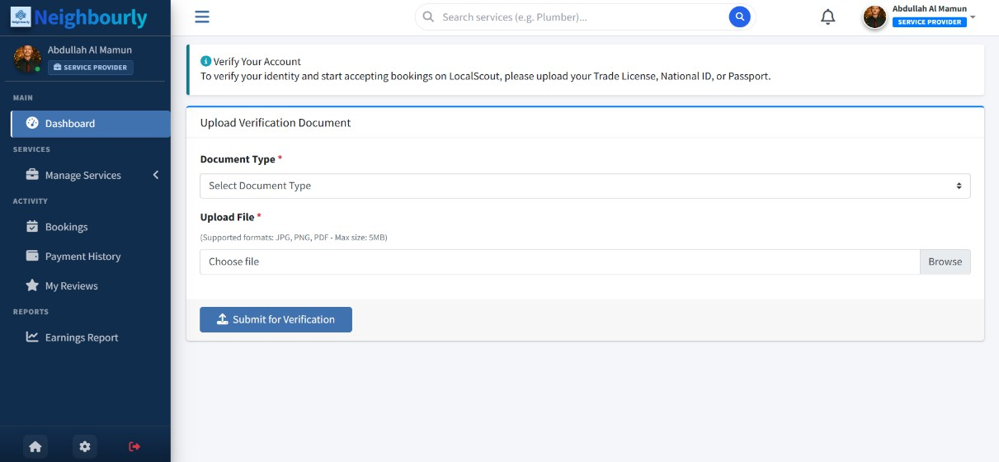 Neighbourly
Neighbourly
Abdullah Al Mamun
SERVICE PROVIDER
MAIN
Dashboard
SERVICES
Manage Services
ACTIVITY
Bookings
Payment History
My Reviews
REPORTS
Earnings Report
Search services (e.g. Plumber)...
Abdullah Al Mamun
SERVICE PROVIDER
Verify Your Account
To verify your identity and start accepting bookings on LocalScout, please upload your Trade License, National ID, or Passport.
Upload Verification Document
Document Type *
Select Document Type
Upload File *
(Supported formats: JPG, PNG, PDF - Max size: 5MB)
Choose file Browse
Submit for Verification